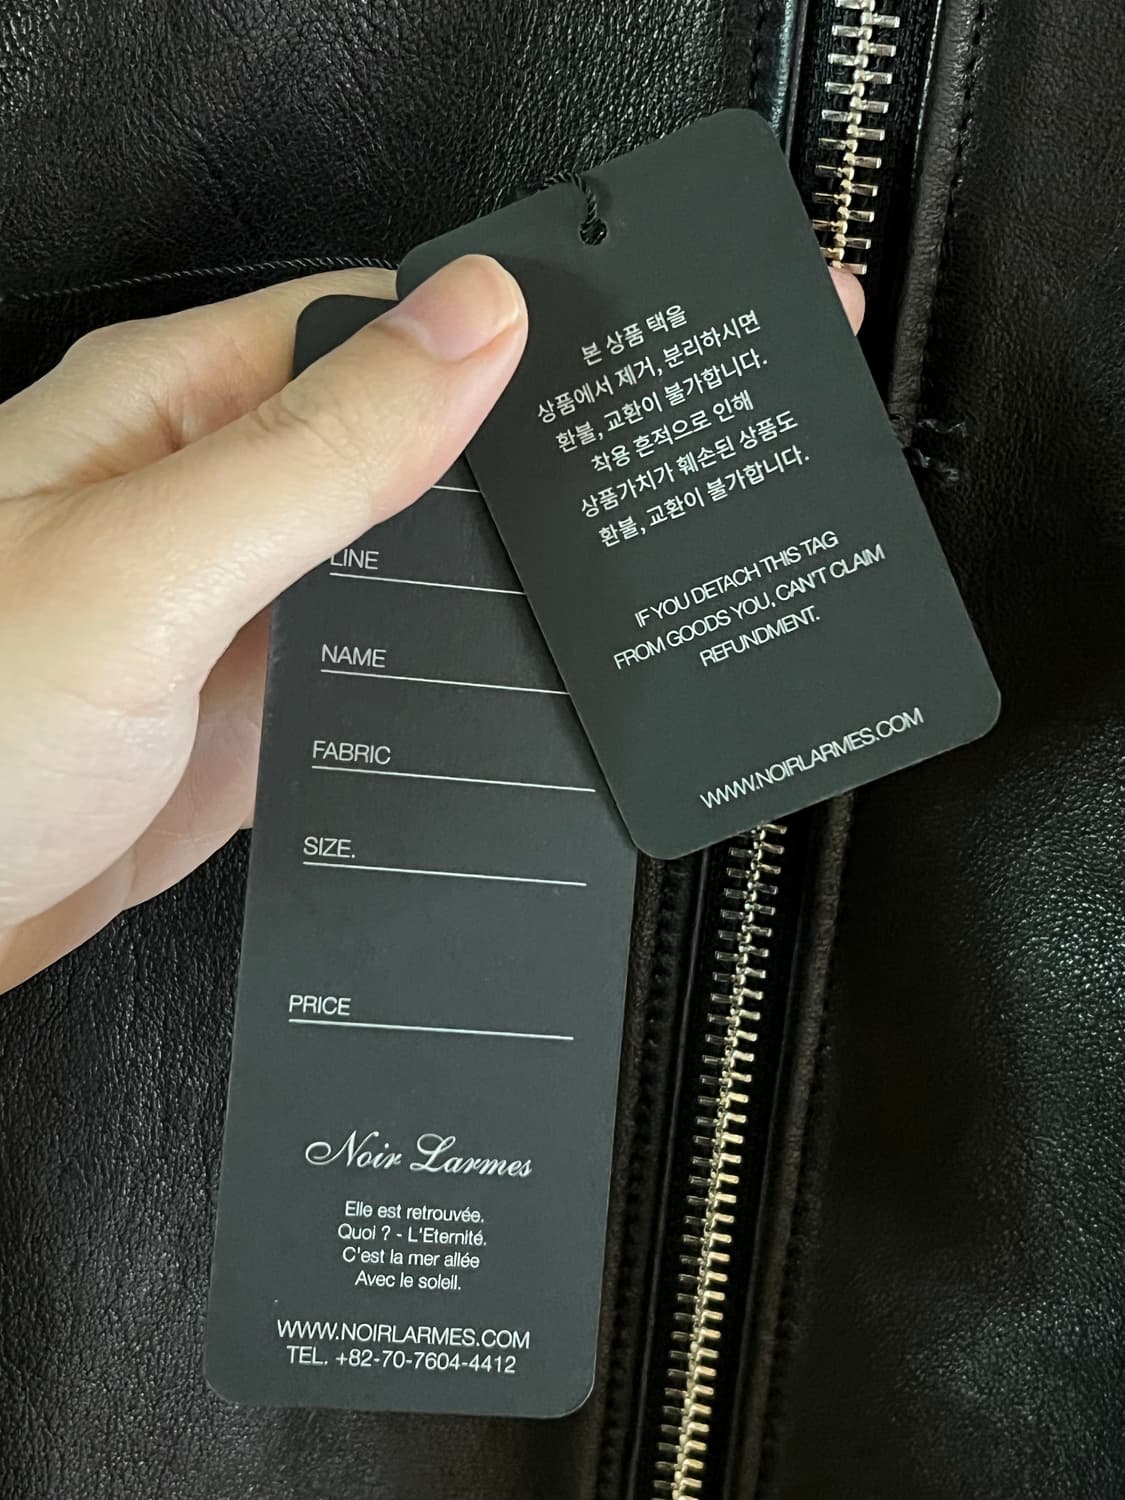 본 상품 택을
상품에서 제거, 분리하시면
환불, 교환이 불가합니다.
착용 흔적으로 인해
상품가치가 훼손된 상품도
환불, 교환이 불가합니다.
IF YOU DETACH THIS TAG
FROM GOODS YOU, CAN'T CLAIM
REFUNDMENT.
WWW.NOIRLARMES.COM
LINE
NAME
FABRIC
SIZE.
PRICE
Noir Larmes
Elle est retrouvée.
Quoi ? - L'Eternité.
C'est la mer allée
Avec le soleil.
WWW.NOIRLARMES.COM
TEL. +82-70-7604-4412